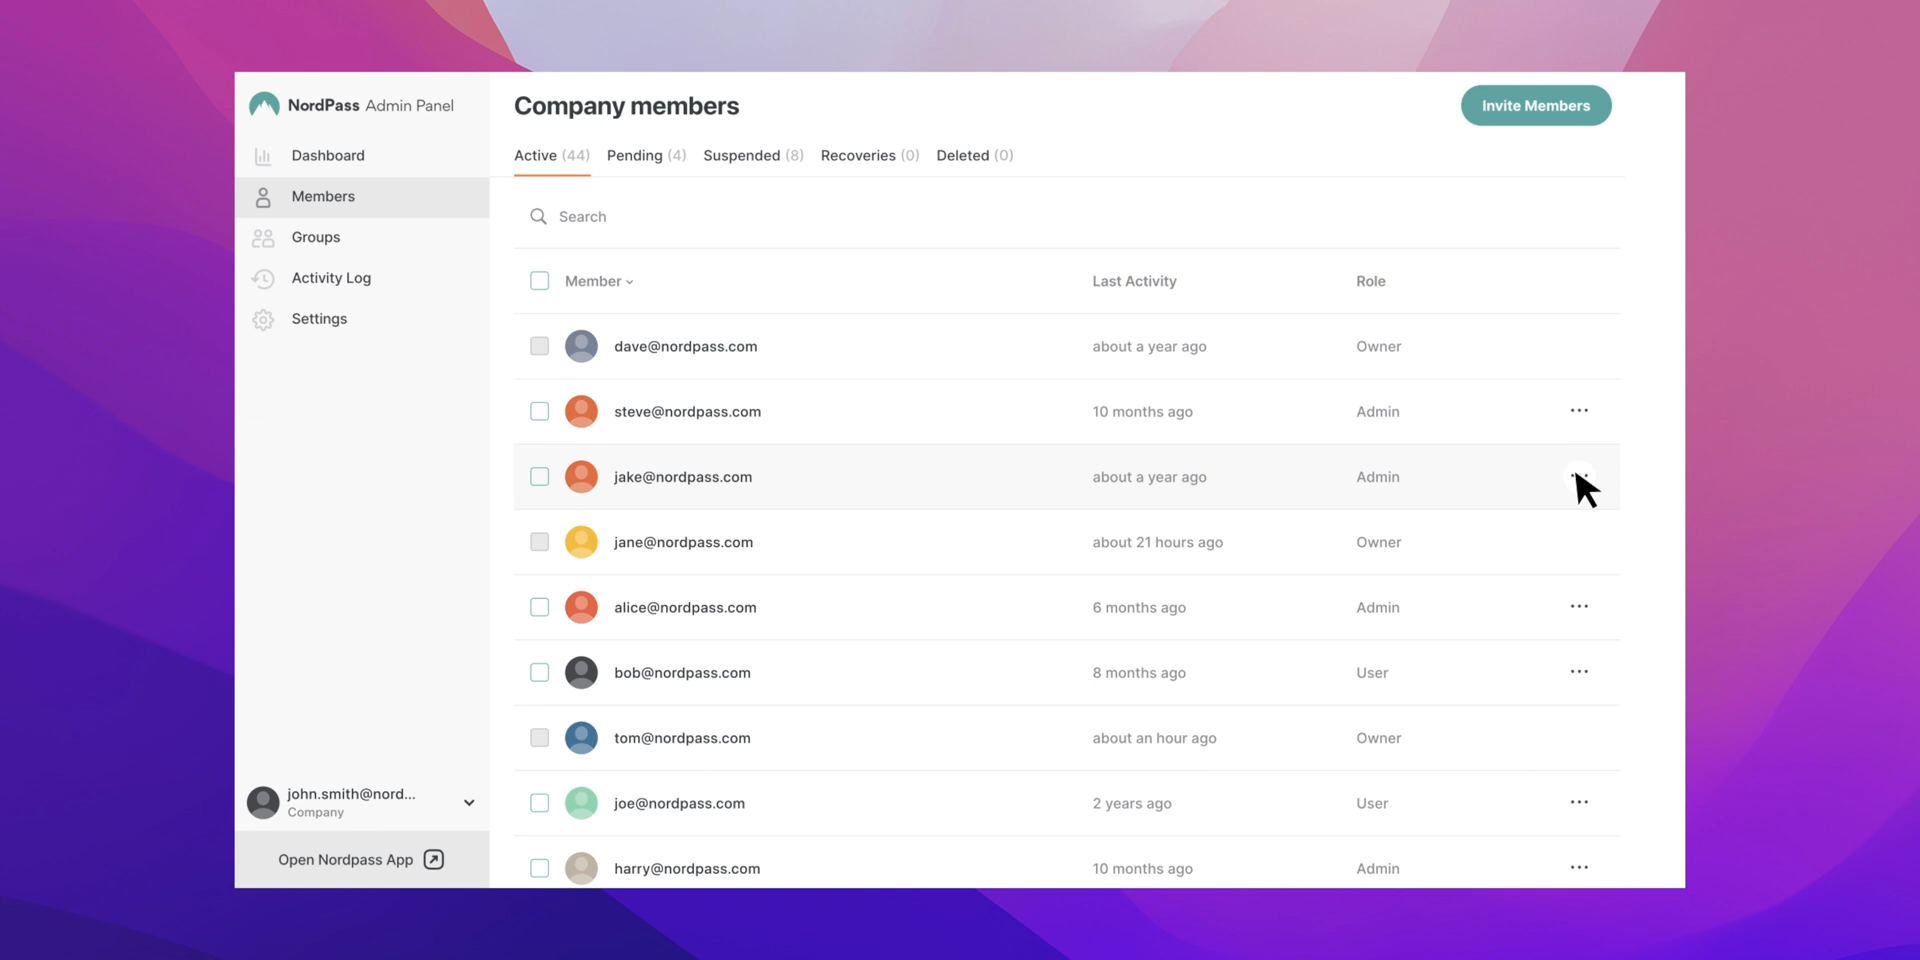 NordPass Admin Panel
Dashboard
Members
Groups
Activity Log
Settings
john.smith@nord...
Company
Open Nordpass App
Company members
Invite Members
Active (44) Pending (4) Suspended (8) Recoveries (0) Deleted (0)
Search
Member Last Activity Role
dave@nordpass.com about a year ago Owner
steve@nordpass.com 10 months ago Admin
jake@nordpass.com about a year ago Admin
jane@nordpass.com about 21 hours ago Owner
alice@nordpass.com 6 months ago Admin
bob@nordpass.com 8 months ago User
tom@nordpass.com about an hour ago Owner
joe@nordpass.com 2 years ago User
harry@nordpass.com 10 months ago Admin